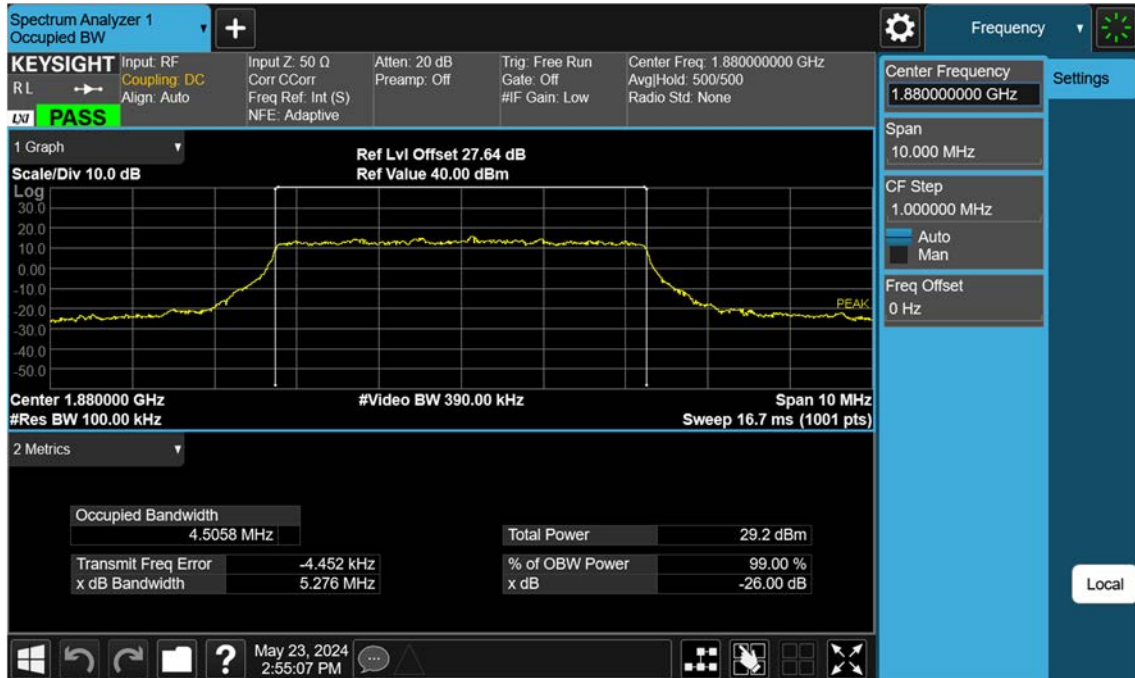 Spectrum Analyzer 1
Occupied BW
+
Frequency
KEYSIGHT
R L
LXI
PASS
Input: RF
Coupling: DC
Align: Auto
Input Z: 50 Ω
Corr CCorr
Freq Ref: Int (S)
NFE: Adaptive
Atten: 20 dB
Preamp: Off
Trig: Free Run
Gate: Off
#IF Gain: Low
Center Freq: 1.880000000 GHz
Avg|Hold: 500/500
Radio Std: None
Center Frequency
1.880000000 GHz
Settings
Span
10.000 MHz
CF Step
1.000000 MHz
Auto
Man
Freq Offset
0 Hz
Local
1 Graph
Ref Lvl Offset 27.64 dB
Scale/Div 10.0 dB
Ref Value 40.00 dBm
Log
30.0
20.0
10.0
0.00
-10.0
-20.0
-30.0
-40.0
-50.0
PEAK
Center 1.880000 GHz
#Video BW 390.00 kHz
Span 10 MHz
#Res BW 100.00 kHz
Sweep 16.7 ms (1001 pts)
2 Metrics
Occupied Bandwidth
4.5058 MHz
Total Power
29.2 dBm
Transmit Freq Error
-4.452 kHz
% of OBW Power
99.00 %
x dB Bandwidth
5.276 MHz
x dB
-26.00 dB
?
May 23, 2024
2:55:07 PM